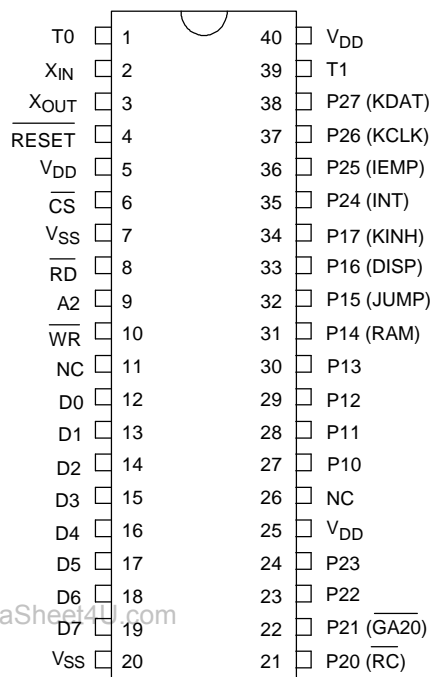 T0 1 40 VDD
XIN 2 39 T1
XOUT 3 38 P27 (KDAT)
RESET 4 37 P26 (KCLK)
VDD 5 36 P25 (IEMP)
CS 6 35 P24 (INT)
VSS 7 34 P17 (KINH)
RD 8 33 P16 (DISP)
A2 9 32 P15 (JUMP)
WR 10 31 P14 (RAM)
NC 11 30 P13
D0 12 29 P12
D1 13 28 P11
D2 14 27 P10
D3 15 26 NC
D4 16 25 VDD
D5 17 24 P23
D6 18 23 P22
aSheet4U.com
D7 19 22 P21 (GA20)
VSS 20 21 P20 (RC)